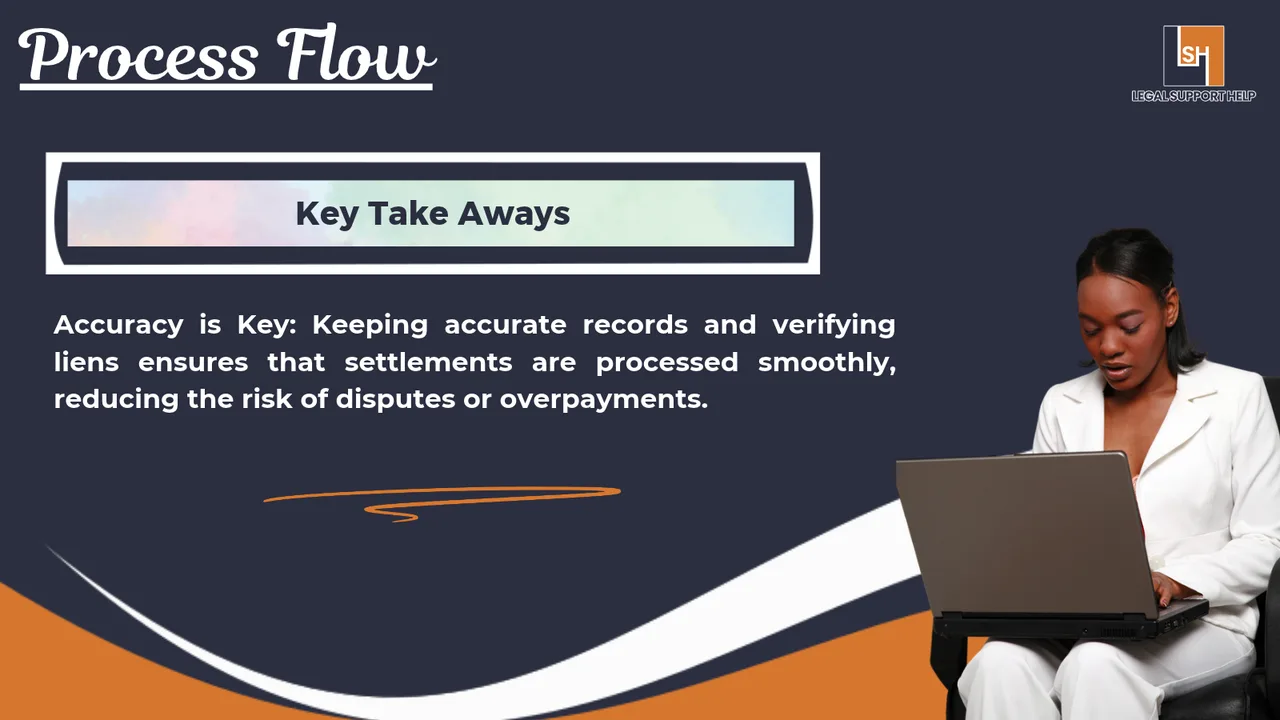 Process Flow
LSH
LEGAL SUPPORT HELP
Key Take Aways
Accuracy is Key: Keeping accurate records and verifying
liens ensures that settlements are processed smoothly,
reducing the risk of disputes or overpayments.